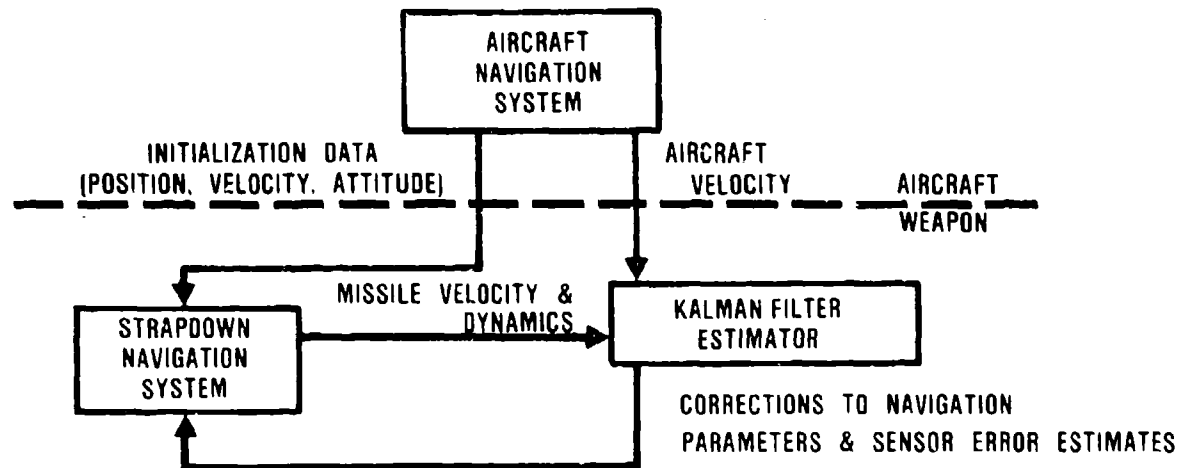 AIRCRAFT
NAVIGATION
SYSTEM
INITIALIZATION DATA
(POSITION, VELOCITY, ATTITUDE)
AIRCRAFT
VELOCITY
AIRCRAFT
WEAPON
MISSILE VELOCITY &
DYNAMICS
STRAPDOWN
NAVIGATION
SYSTEM
KALMAN FILTER
ESTIMATOR
CORRECTIONS TO NAVIGATION
PARAMETERS & SENSOR ERROR ESTIMATES